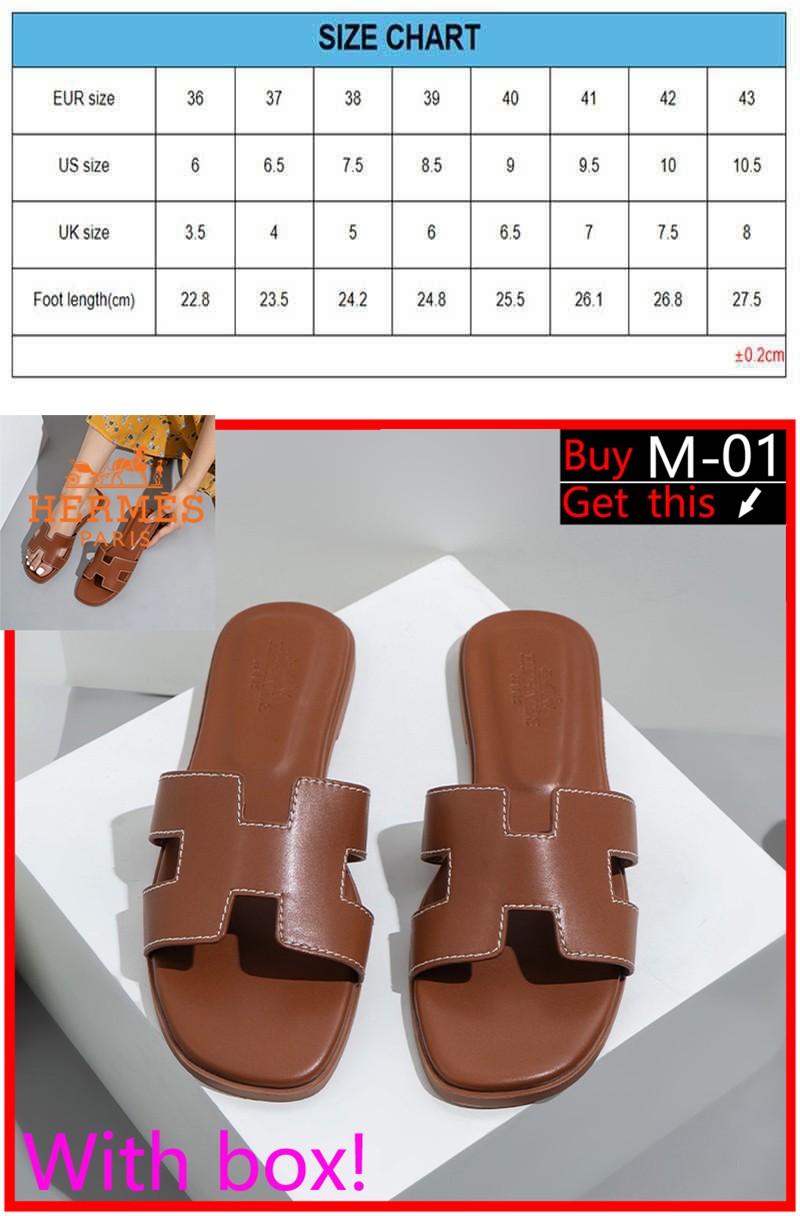 SIZE CHART
EUR size 36 37 38 39 40 41 42 43
US size 6 6.5 7.5 8.5 9 9.5 10 10.5
UK size 3.5 4 5 6 6.5 7 7.5 8
Foot length(cm) 22.8 23.5 24.2 24.8 25.5 26.1 26.8 27.5
±0.2cm
Buy M-01
Get this
HERMÈS
PARIS
With box!